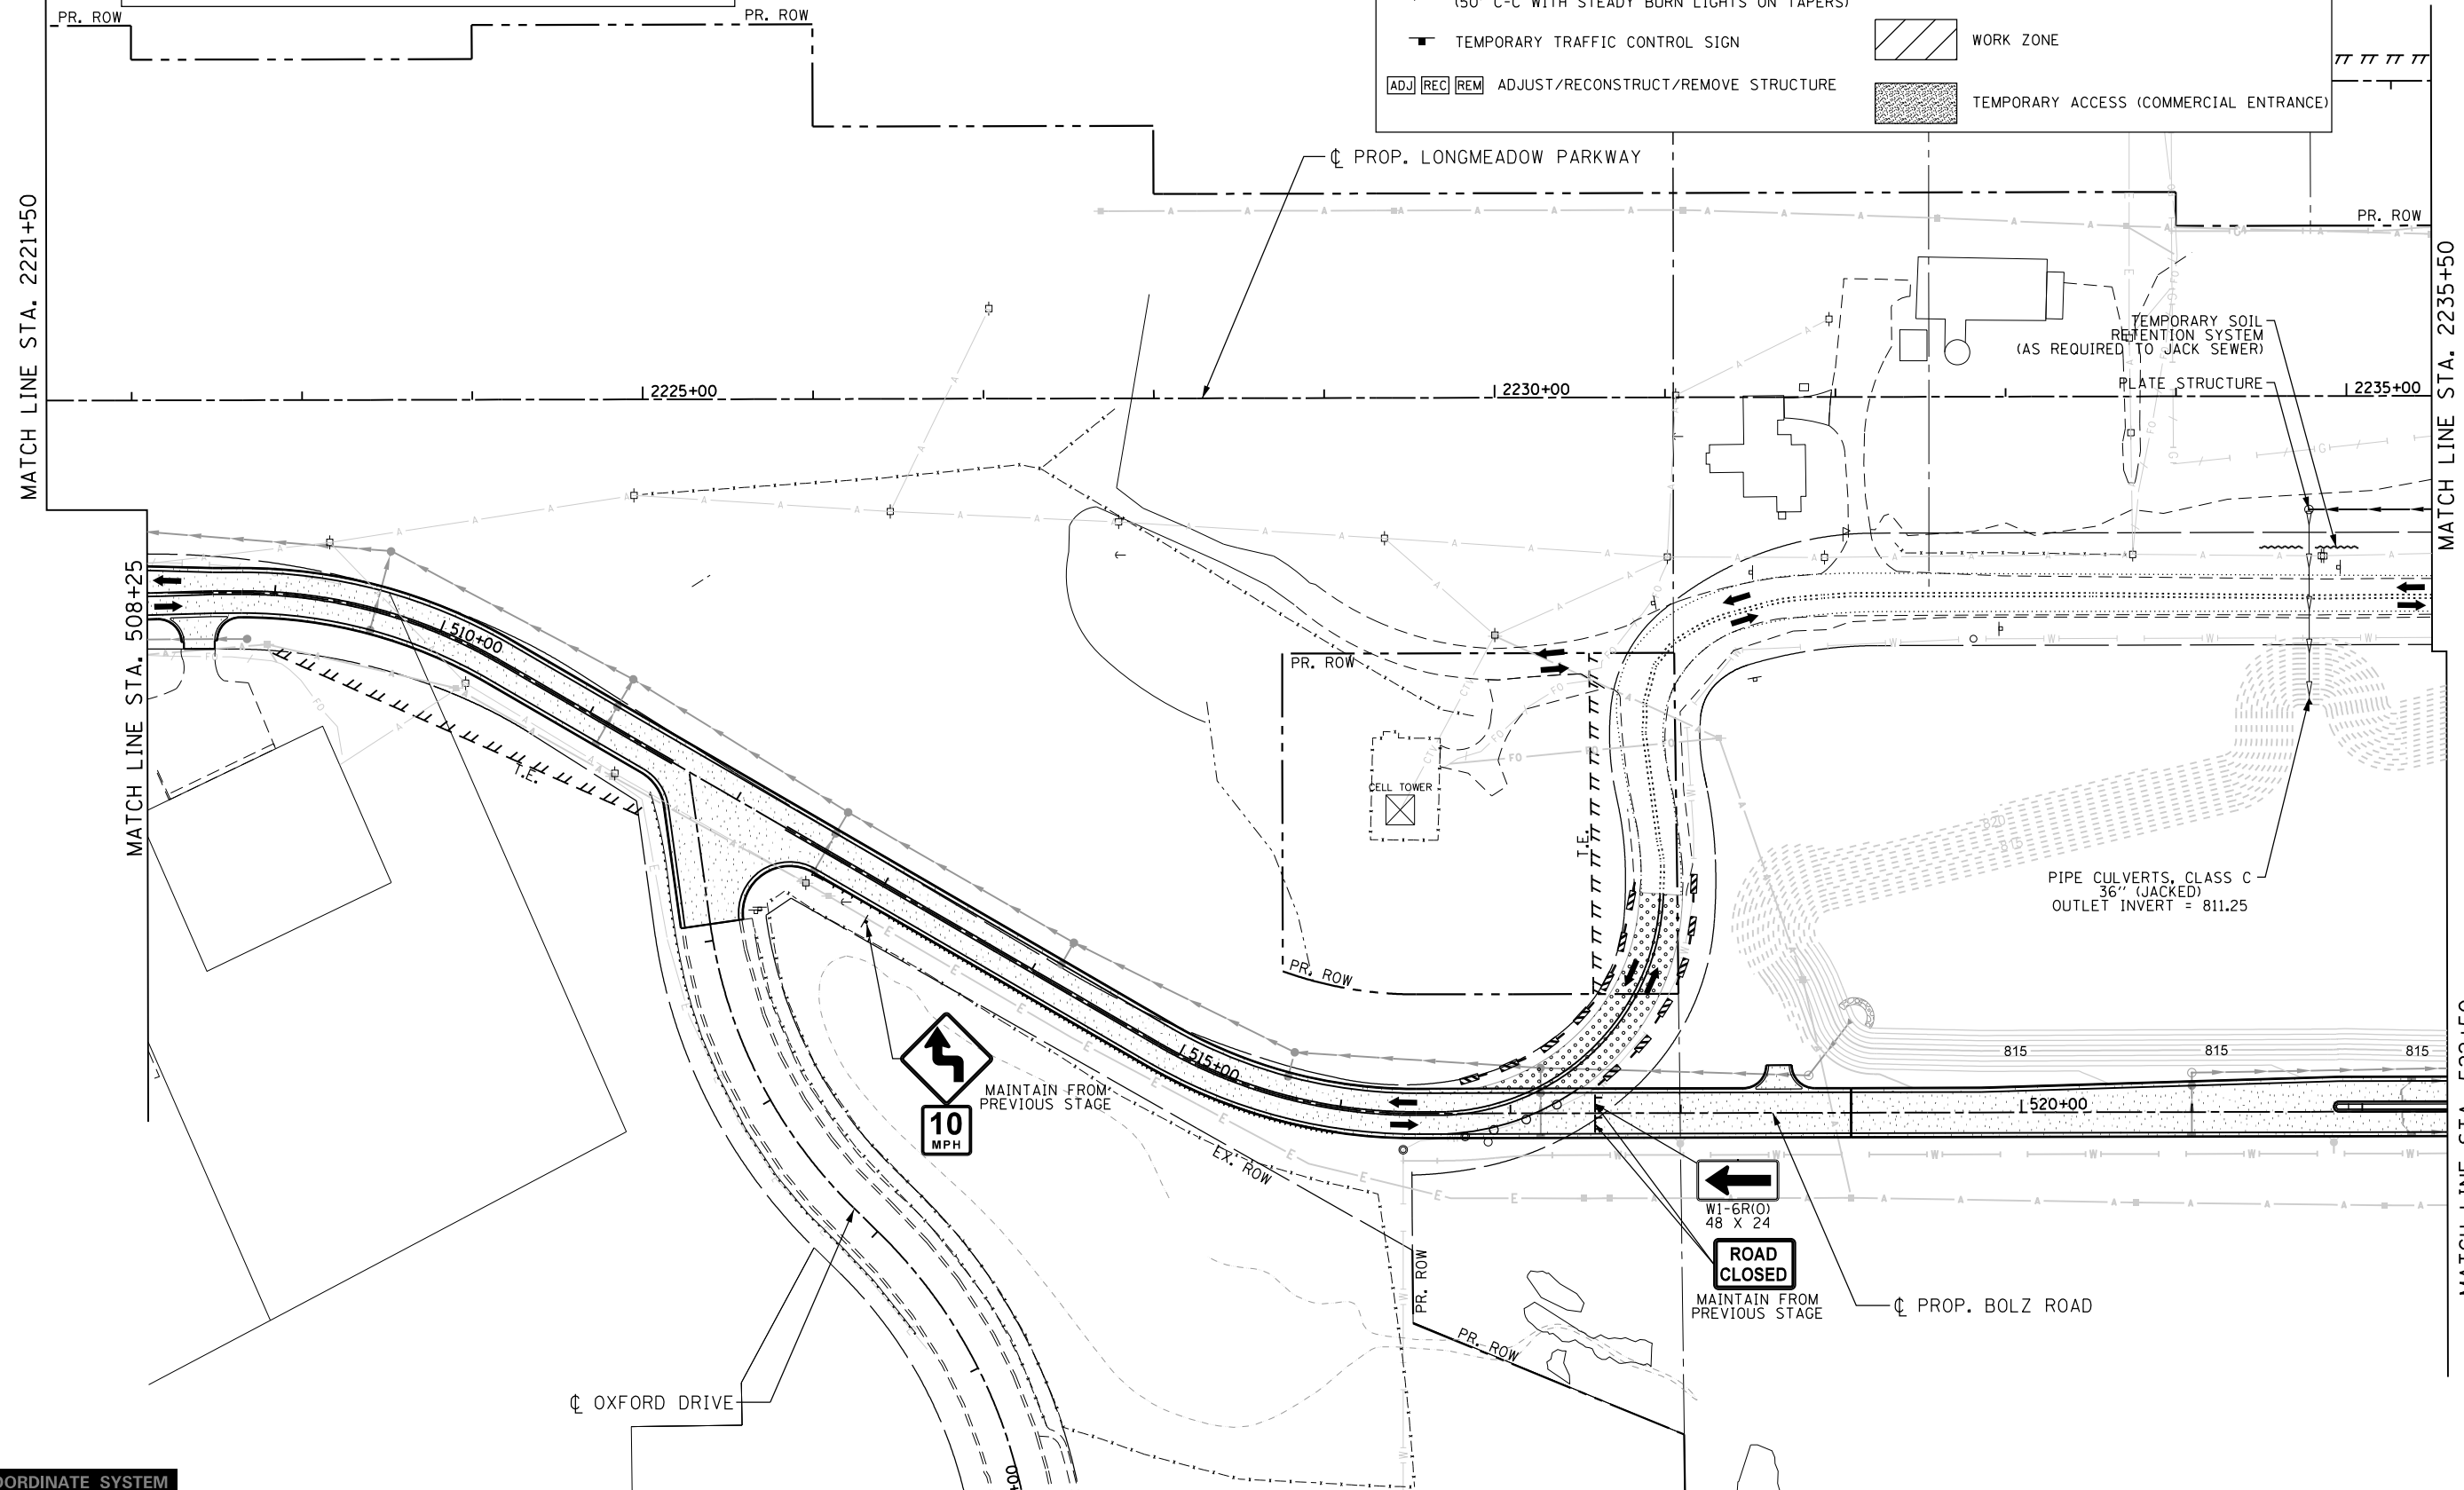 PR. ROW
PR. ROW
(50' C-C WITH STEADY BURN LIGHTS ON TAPERS)
TEMPORARY TRAFFIC CONTROL SIGN
WORK ZONE
ADJ REC REM ADJUST/RECONSTRUCT/REMOVE STRUCTURE
TEMPORARY ACCESS (COMMERCIAL ENTRANCE)
℄ PROP. LONGMEADOW PARKWAY
PR. ROW
MATCH LINE STA. 2221+50
MATCH LINE STA. 2235+50
TEMPORARY SOIL
RETENTION SYSTEM
(AS REQUIRED TO JACK SEWER)
PLATE STRUCTURE
2225+00
2230+00
2235+00
MATCH LINE STA. 508+25
510+00
T.E.
PR. ROW
CELL TOWER
T.E.
PR. ROW
820
815
PIPE CULVERTS, CLASS C
36" (JACKED)
OUTLET INVERT = 811.25
515+00
10
MPH
MAINTAIN FROM
PREVIOUS STAGE
EX. ROW
815
815
815
520+00
W1-6R(O)
48 X 24
ROAD
CLOSED
MAINTAIN FROM
PREVIOUS STAGE
℄ PROP. BOLZ ROAD
PR. ROW
PR. ROW
℄ OXFORD DRIVE
+00
OORDINATE SYSTEM